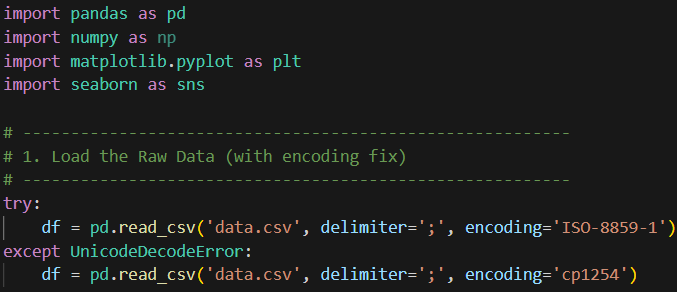 import pandas as pd
import numpy as np
import matplotlib.pyplot as plt
import seaborn as sns
# ---------------------------------------------------------
# 1. Load the Raw Data (with encoding fix)
# ---------------------------------------------------------
try:
    df = pd.read_csv('data.csv', delimiter=';', encoding='ISO-8859-1')
except UnicodeDecodeError:
    df = pd.read_csv('data.csv', delimiter=';', encoding='cp1254')